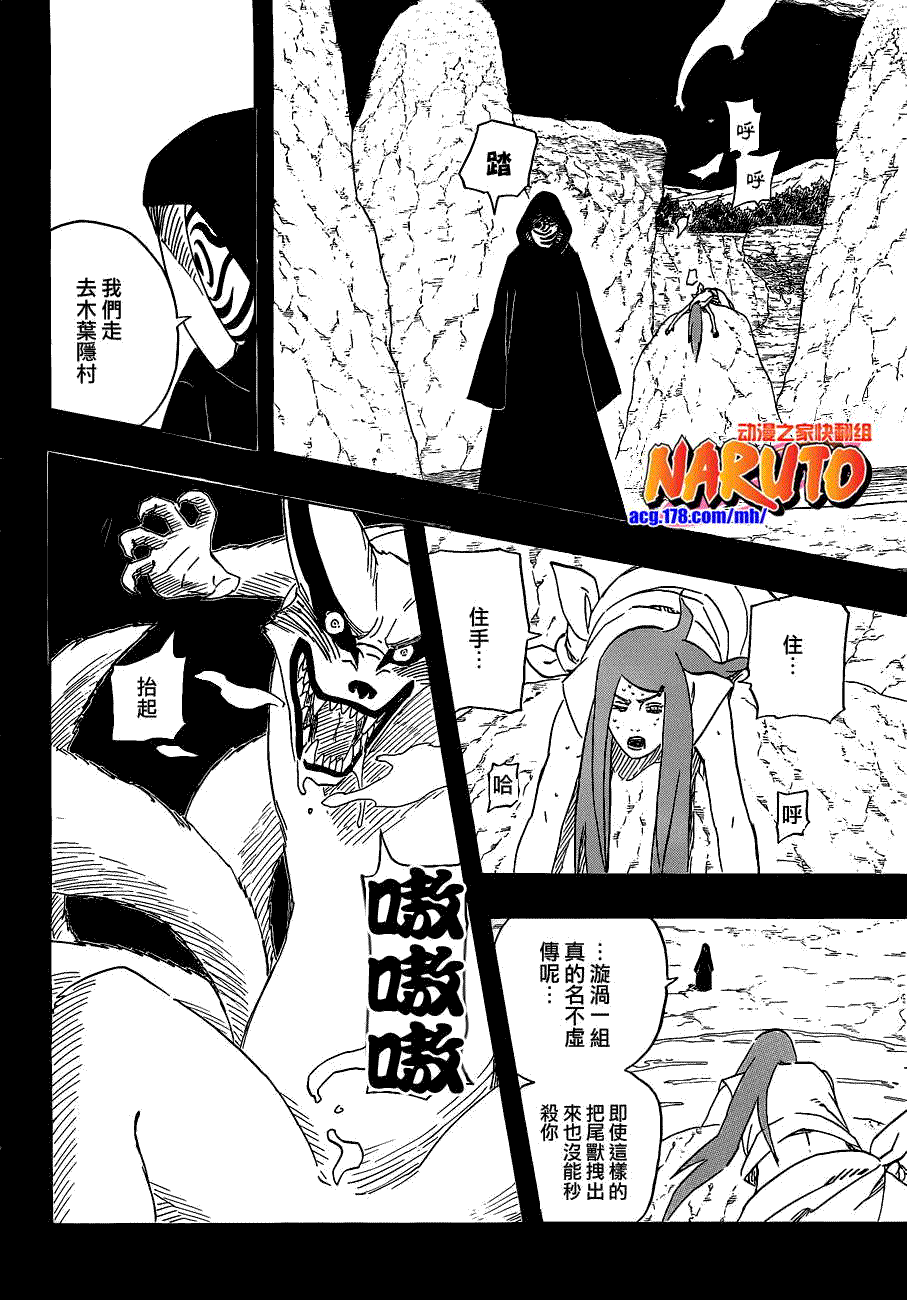 呼
呼
踏
我們走
去木葉隱村
动漫之家快翻组
NARUTO
acg.178.com/mh/
住…
住手…
呼
哈
…漩渦一組
真的名不虛
傳呢…
即使這樣的
把尾獸拽出
來也沒能秒
殺你
抬起
嗷
嗷
嗷